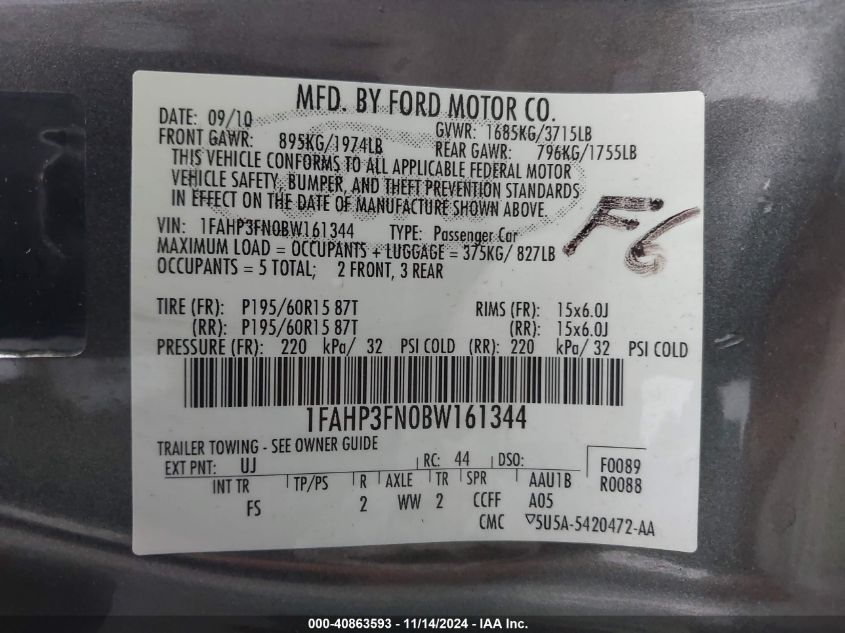 MFD. BY FORD MOTOR CO.
DATE: 09/10 GVWR: 1685KG/3715LB
FRONT GAWR: 895KG/1974LB REAR GAWR: 796KG/1755LB
THIS VEHICLE CONFORMS TO ALL APPLICABLE FEDERAL MOTOR
VEHICLE SAFETY, BUMPER, AND THEFT PREVENTION STANDARDS
IN EFFECT ON THE DATE OF MANUFACTURE SHOWN ABOVE.
F6
VIN: 1FAHP3FN0BW161344 TYPE: Passenger Car
MAXIMUM LOAD = OCCUPANTS + LUGGAGE = 375KG/ 827LB
OCCUPANTS = 5 TOTAL; 2 FRONT, 3 REAR
TIRE (FR): P195/60R15 87T RIMS (FR): 15x6.0J
(RR): P195/60R15 87T (RR): 15x6.0J
PRESSURE (FR): 220 kPa/ 32 PSI COLD (RR): 220 kPa/ 32 PSI COLD
1FAHP3FN0BW161344
TRAILER TOWING - SEE OWNER GUIDE
EXT PNT: UJ RC: 44 DSO: F0089
INT TR TP/PS R AXLE TR SPR AAU1B R0088
FS 2 WW 2 CCFF A05
CMC ▽5U5A-5420472-AA
000-40863593 - 11/14/2024 - IAA Inc.